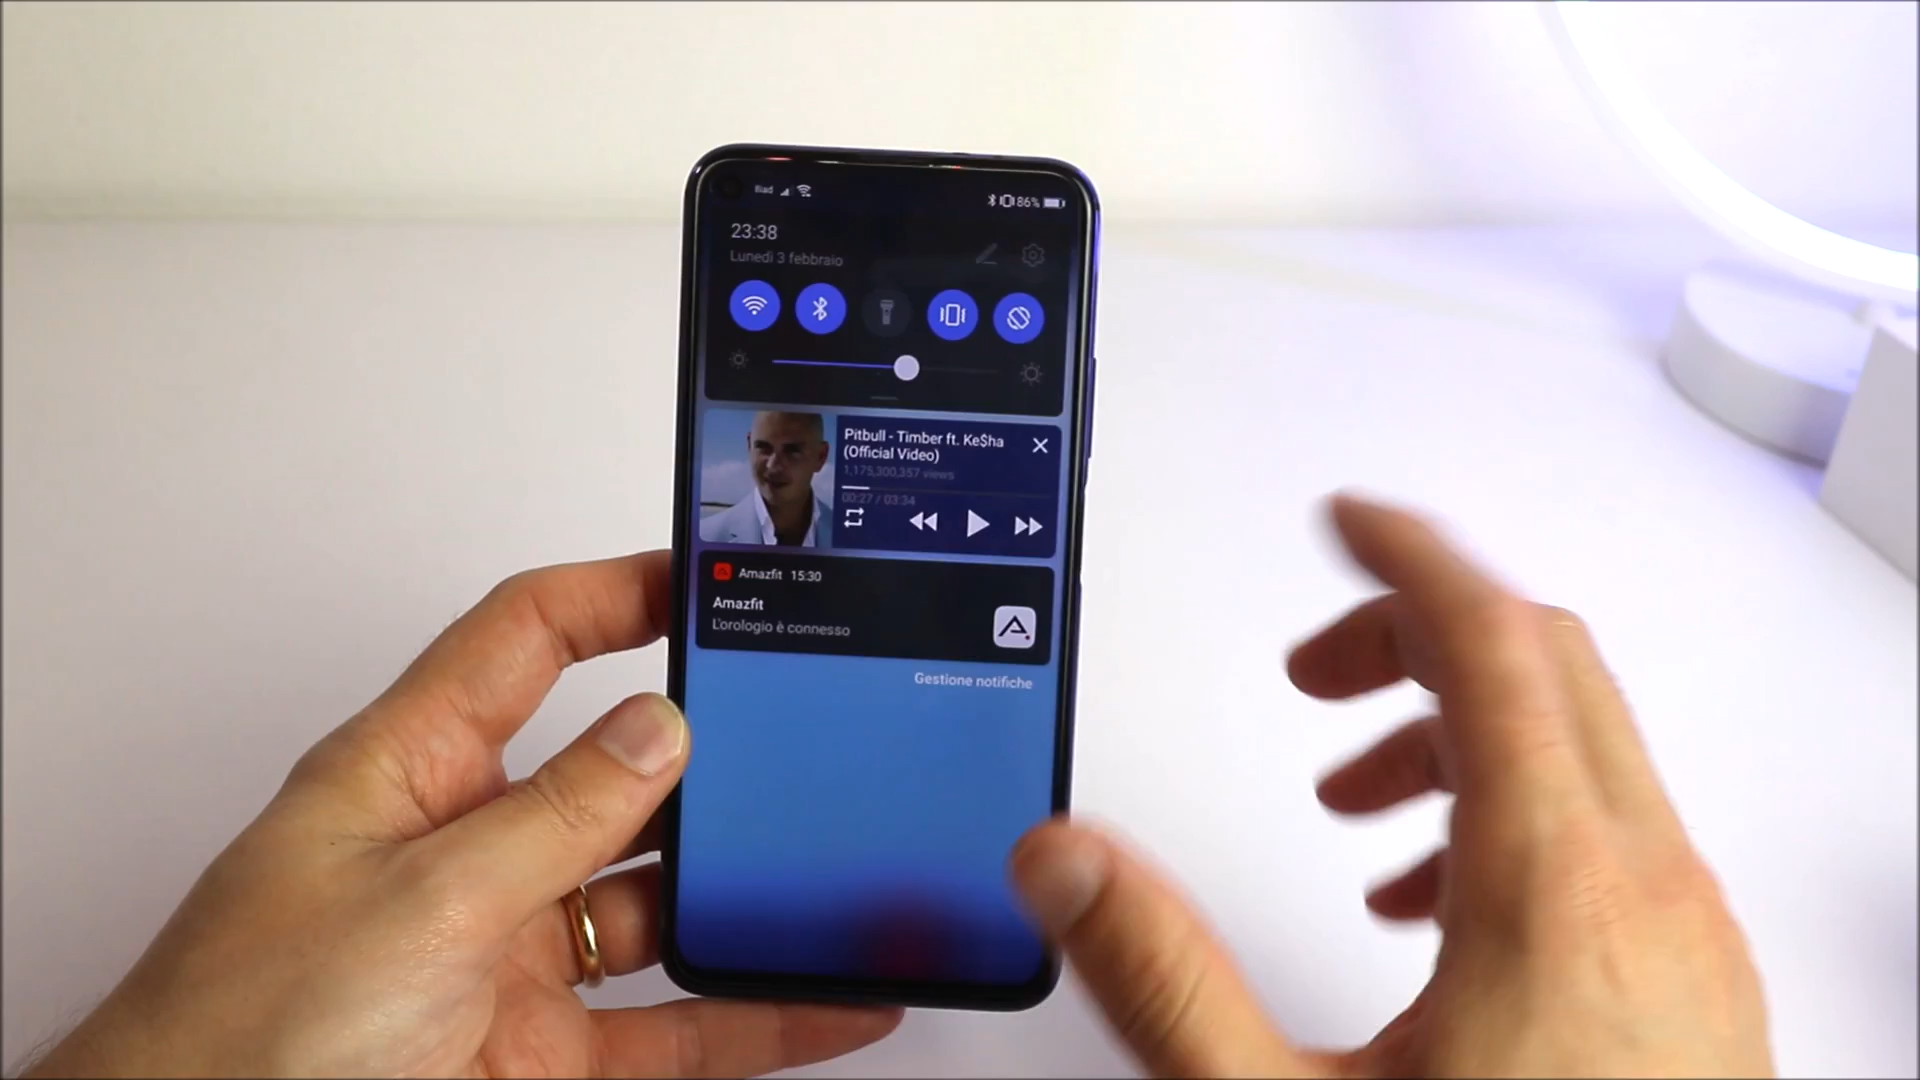 Iliad
86%
23:38
Lunedì 3 febbraio
Pitbull - Timber ft. Ke$ha
(Official Video)
1,175,300,357 views
00:27 / 03:34
Amazfit 15:30
Amazfit
L'orologio è connesso
Gestione notifiche